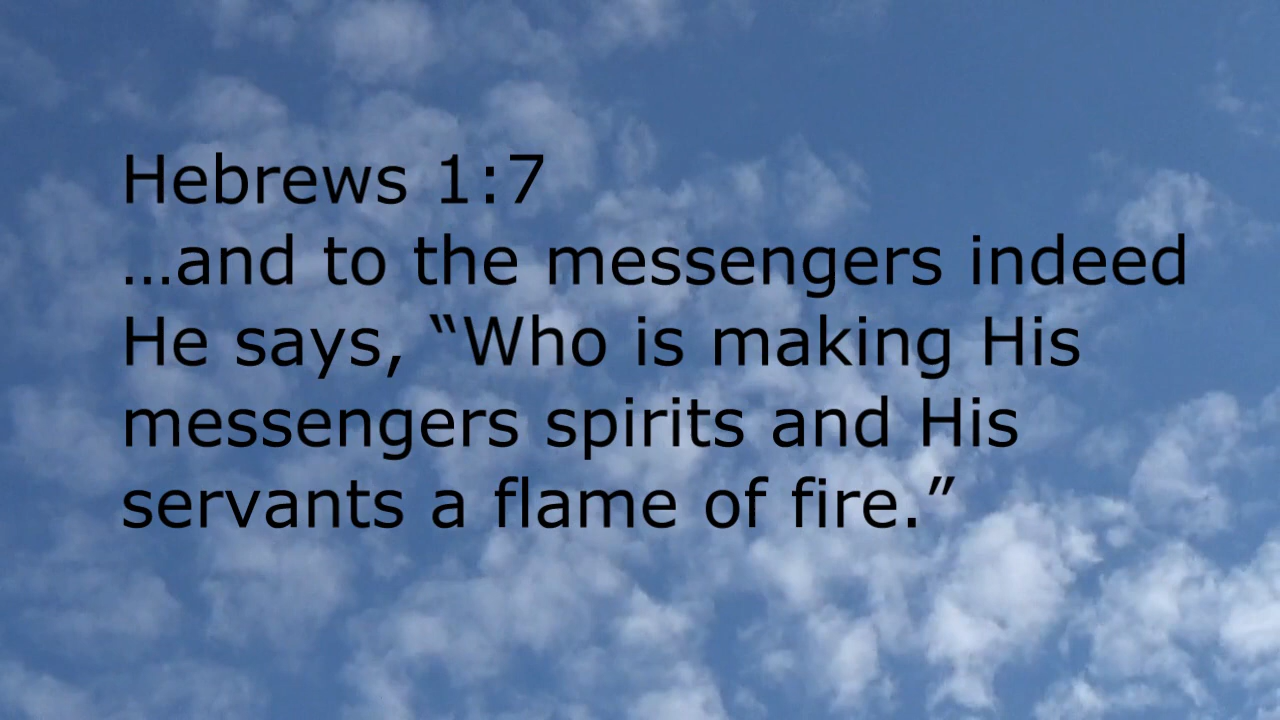 Hebrews 1:7
…and to the messengers indeed
He says, “Who is making His
messengers spirits and His
servants a flame of fire.”